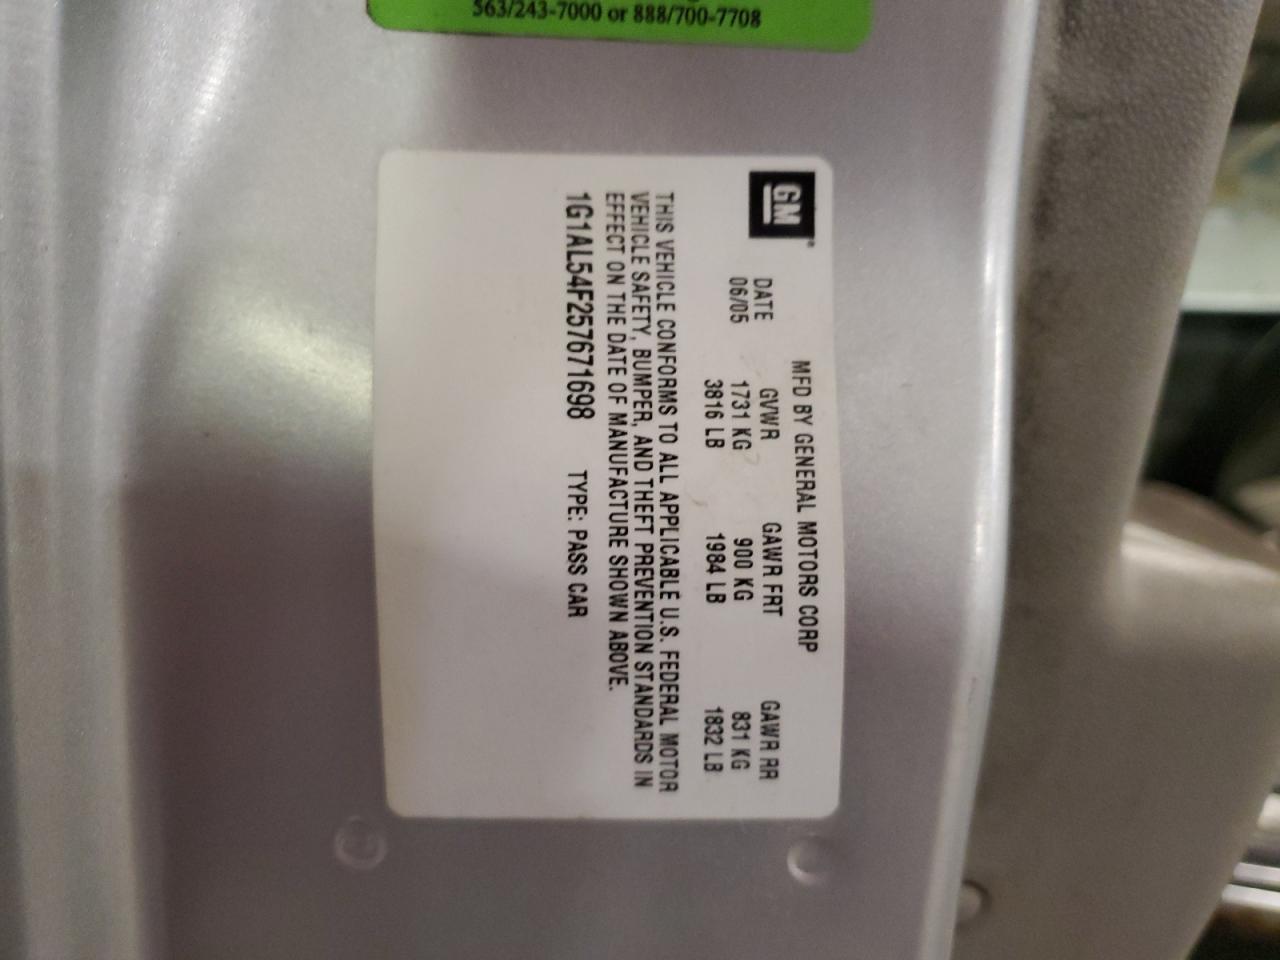 563/243-7000 or 888/700-7708
GM®
MFD BY GENERAL MOTORS CORP
DATE GVWR GAWR FRT GAWR RR
06/05 1731 KG 900 KG 831 KG
3816 LB 1984 LB 1832 LB
THIS VEHICLE CONFORMS TO ALL APPLICABLE U.S. FEDERAL MOTOR
VEHICLE SAFETY, BUMPER, AND THEFT PREVENTION STANDARDS IN
EFFECT ON THE DATE OF MANUFACTURE SHOWN ABOVE.
1G1AL54F257671698 TYPE: PASS CAR